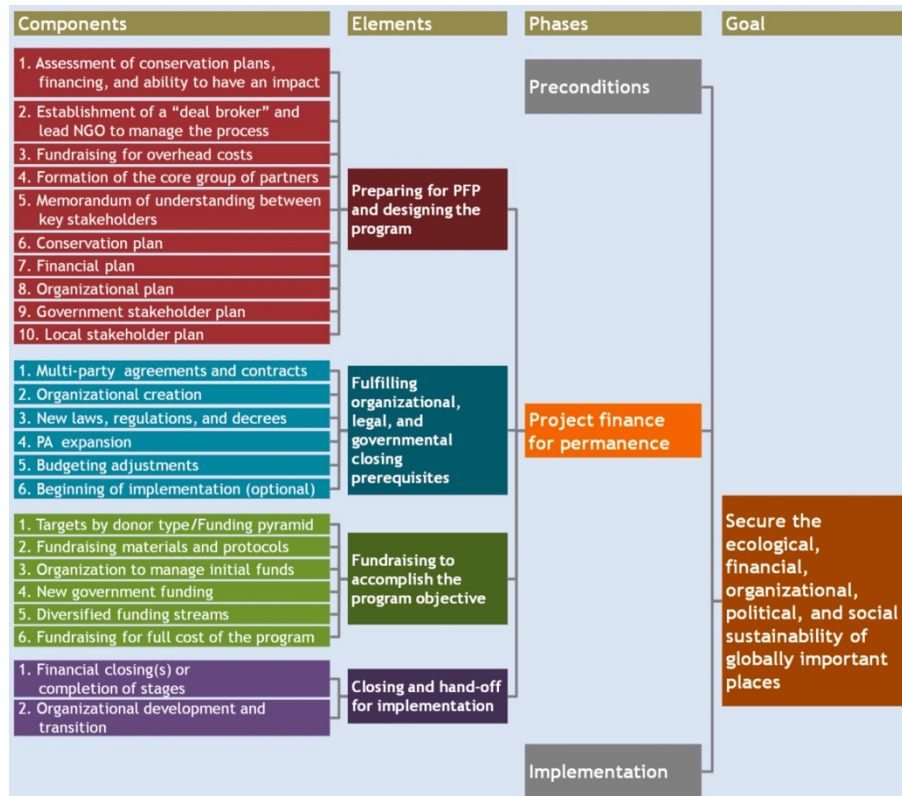 Components
Elements
Phases
Goal
1. Assessment of conservation plans,
financing, and ability to have an impact
2. Establishment of a “deal broker” and
lead NGO to manage the process
3. Fundraising for overhead costs
4. Formation of the core group of partners
5. Memorandum of understanding between
key stakeholders
6. Conservation plan
7. Financial plan
8. Organizational plan
9. Government stakeholder plan
10. Local stakeholder plan
1. Multi-party agreements and contracts
2. Organizational creation
3. New laws, regulations, and decrees
4. PA expansion
5. Budgeting adjustments
6. Beginning of implementation (optional)
1. Targets by donor type/Funding pyramid
2. Fundraising materials and protocols
3. Organization to manage initial funds
4. New government funding
5. Diversified funding streams
6. Fundraising for full cost of the program
1. Financial closing(s) or
completion of stages
2. Organizational development and
transition
Preparing for PFP
and designing the
program
Fulfilling
organizational,
legal, and
governmental
closing
prerequisites
Fundraising to
accomplish the
program objective
Closing and hand-off
for implementation
Preconditions
Project finance
for permanence
Implementation
Secure the
ecological,
financial,
organizational,
political, and social
sustainability of
globally important
places